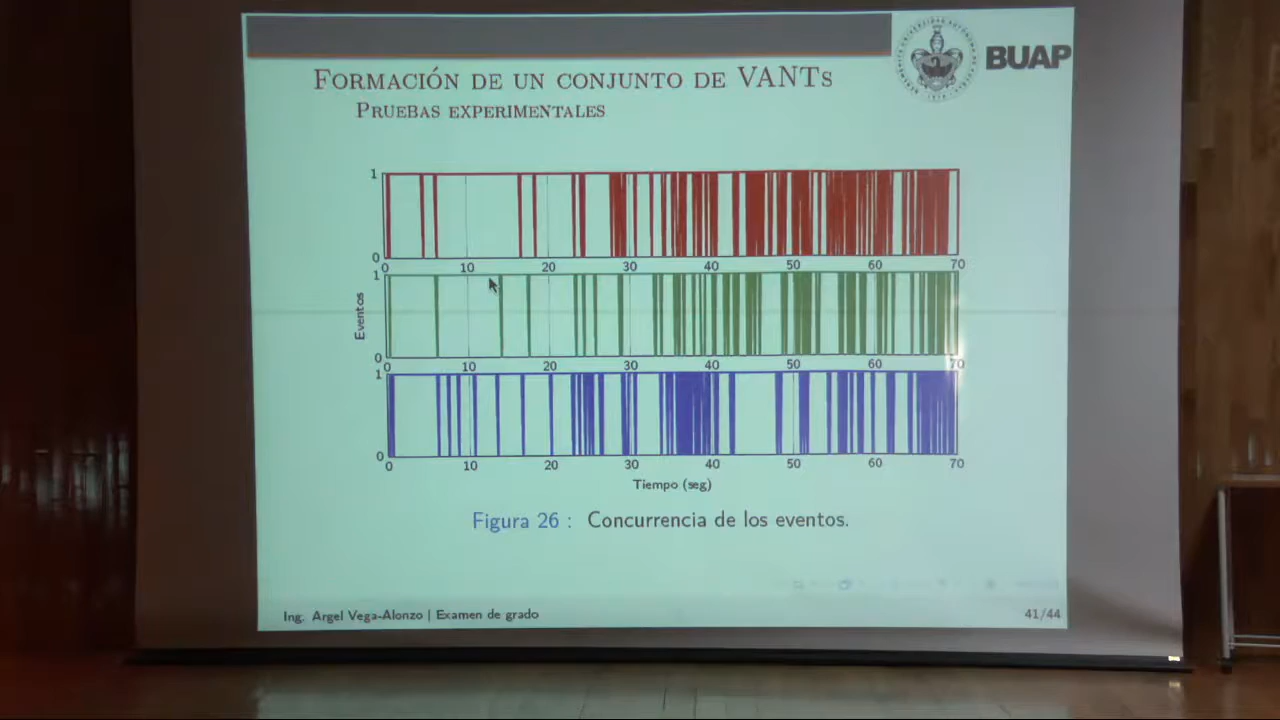 BUAP
FORMACIÓN DE UN CONJUNTO DE VANTS
PRUEBAS EXPERIMENTALES
1
0
0 10 20 30 40 50 60 70
1
Eventos
0
0 10 20 30 40 50 60 70
1
0
0 10 20 30 40 50 60 70
Tiempo (seg)
Figura 26 : Concurrencia de los eventos.
Ing. Argel Vega-Alonzo | Examen de grado 41/44